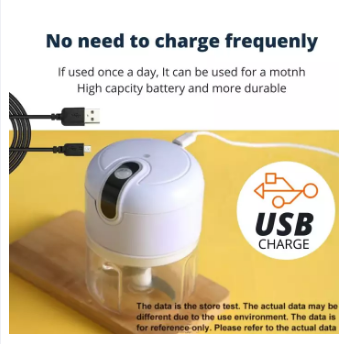 No need to charge frequenly
If used once a day, It can be used for a motnh
High capcity battery and more durable
USB
CHARGE
The data is the store test. The actual data may be
different due to the use environment. The data is
for reference only. Please refer to the actual data